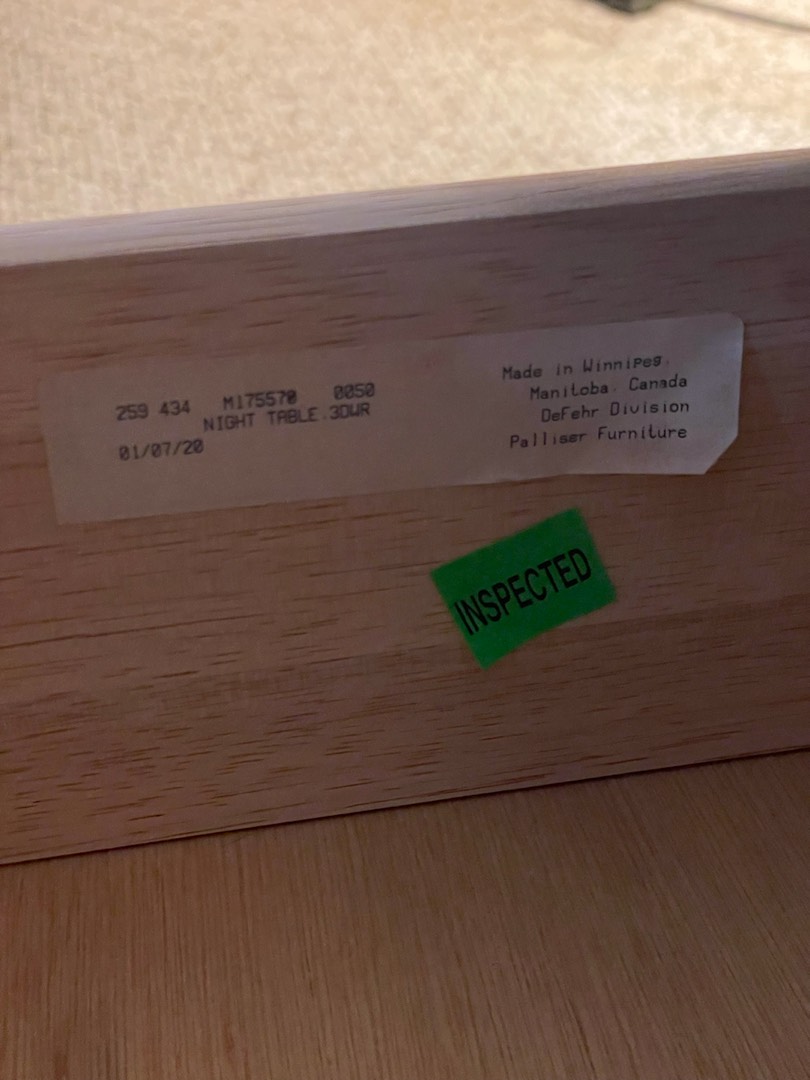 259 434 M175570 0050
NIGHT TABLE.3DWR
01/07/20
Made in Winnipeg.
Manitoba. Canada
DeFehr Division
Palliser Furniture
INSPECTED